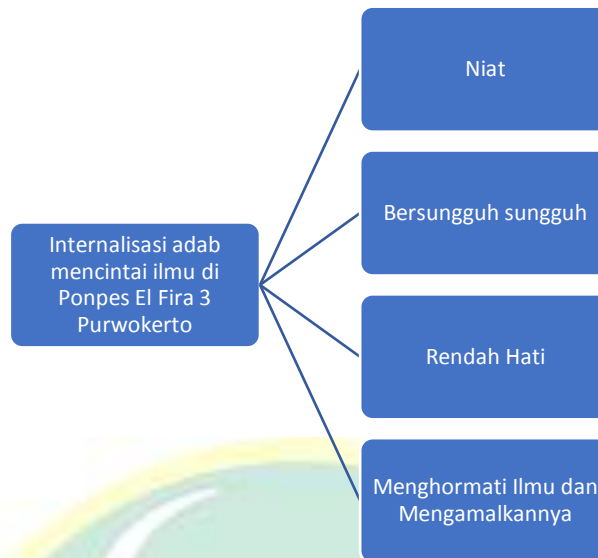 Internalisasi adab
mencintai ilmu di
Ponpes El Fira 3
Purwokerto
Niat
Bersungguh sungguh
Rendah Hati
Menghormati Ilmu dan
Mengamalkannya